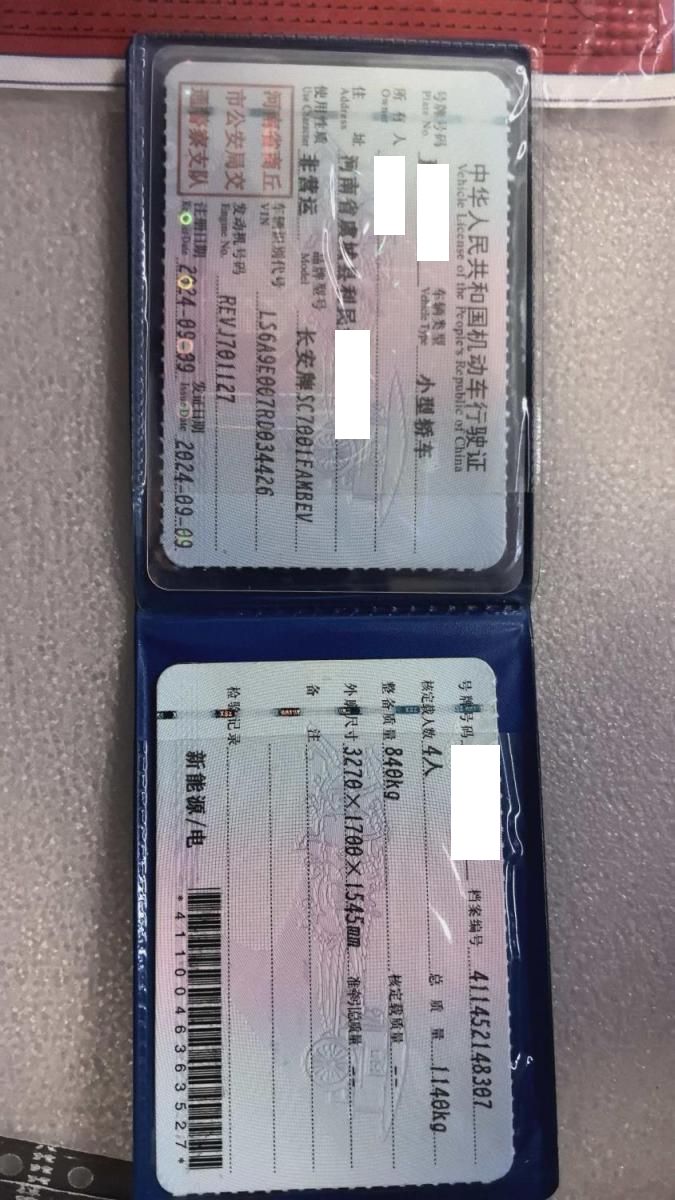 中华人民共和国机动车行驶证
Vehicle License of the People's Republic of China
号牌号码 车辆类型 小型轿车
Plate No. Vehicle Type
所有人
Owner
住址 河南省虞城县利民
Address
使用性质 非营运 品牌型号 长安牌SC7001FAMBEV
Use Character Model
河南省商丘
市公安局交
通警察支队
车辆识别代号 LS6A9E007RD034426
VIN
发动机号码 REVJ701127
Engine No.
注册日期 2024-09-09 发证日期 2024-09-09
Register Date Issue Date
号牌号码 档案编号 411452148307
核定载人数 4人 总质量 1140kg
整备质量 840kg 核定载质量 --
外廓尺寸 3270×1700×1545mm 准牵引总质量 --
备注
检验记录
新能源/电
*4110046363527*